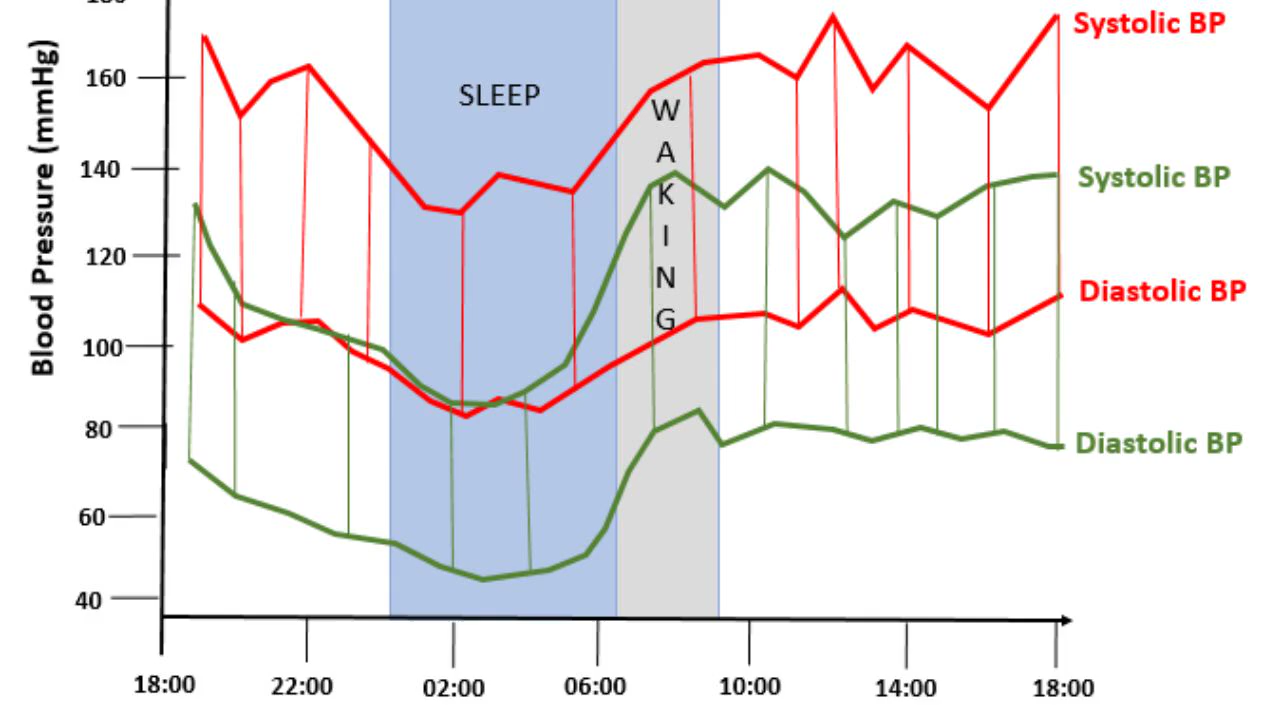 Blood Pressure (mmHg)
180
160
140
120
100
80
60
40
SLEEP
W
A
K
I
N
G
Systolic BP
Systolic BP
Diastolic BP
Diastolic BP
18:00 22:00 02:00 06:00 10:00 14:00 18:00